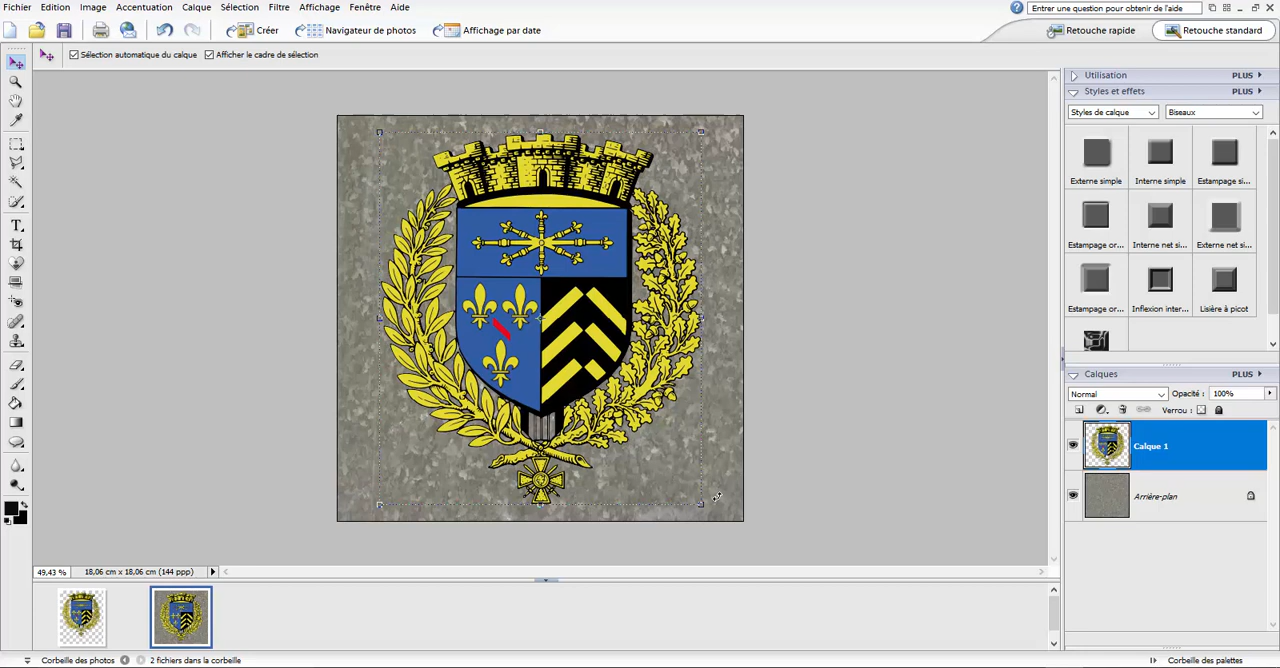 Fichier Edition Image Accentuation Calque Sélection Filtre Affichage Fenêtre Aide
Entrer une question pour obtenir de l'aide
Créer Navigateur de photos Affichage par date
Retouche rapide Retouche standard
Sélection automatique du calque Afficher le cadre de sélection
Utilisation PLUS
Styles et effets PLUS
Styles de calque Biseaux
Externe simple Interne simple Estampage si...
Estampage or... Interne net si... Externe net si...
Estampage or... Inflexion inter... Lisière à picot
Calques PLUS
Normal Opacité : 100%
Verrou :
Calque 1
Arrière-plan
49,43 % 18,06 cm x 18,06 cm (144 ppp)
Corbeille des photos 2 fichiers dans la corbeille Corbeille des palettes